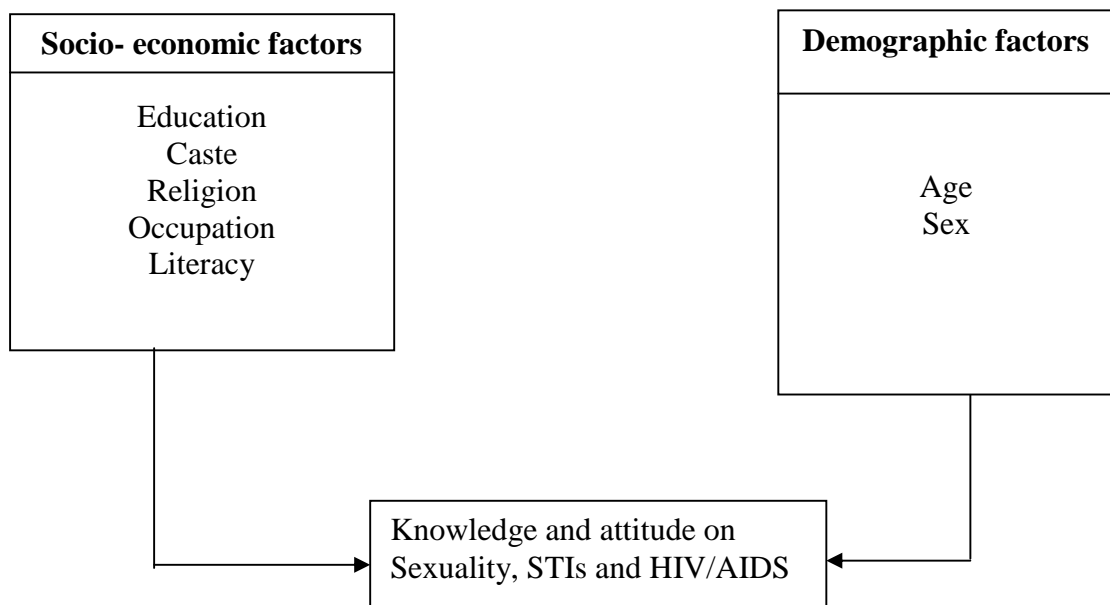 Socio- economic factors
Education
Caste
Religion
Occupation
Literacy
Demographic factors
Age
Sex
Knowledge and attitude on
Sexuality, STIs and HIV/AIDS